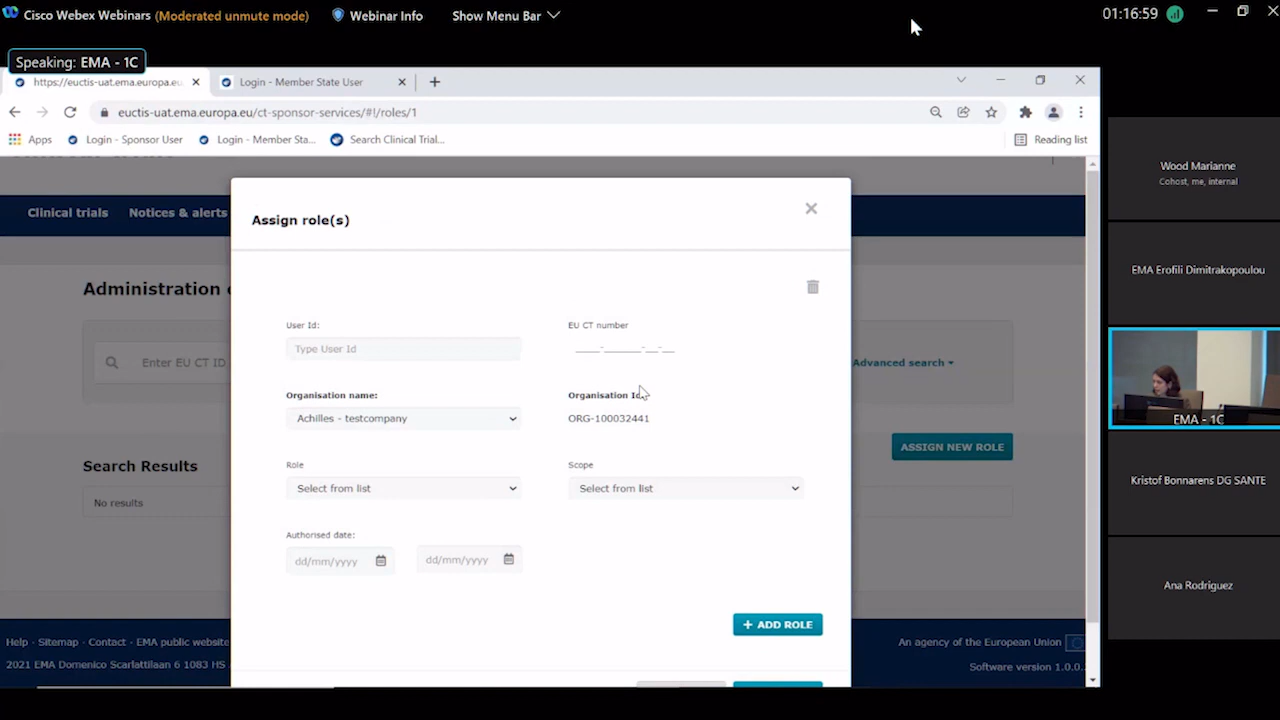 Cisco Webex Webinars (Moderated unmute mode) Webinar Info Show Menu Bar 01:16:59
Speaking: EMA - 1C
https://euctis-uat.ema.europa.eu Login - Member State User
euctis-uat.ema.europa.eu/ct-sponsor-services/#!/roles/1
Apps Login - Sponsor User Login - Member Sta... Search Clinical Trial... Reading list
Clinical trials Notices & alerts
Assign role(s)
Administration
User Id: EU CT number
Type User Id ____-______-__-__
Enter EU CT ID Advanced search
Organisation name: Organisation Id
Achilles - testcompany ORG-100032441
ASSIGN NEW ROLE
Search Results
Role Scope
Select from list Select from list
No results
Authorised date:
dd/mm/yyyy dd/mm/yyyy
+ ADD ROLE
Help - Sitemap - Contact - EMA public website An agency of the European Union
2021 EMA Domenico Scarlattilaan 6 1083 HS Software version 1.0.0.
Wood Marianne
Cohost, me, internal
EMA Erofili Dimitrakopoulou
EMA - 1C
Kristof Bonnarens DG SANTE
Ana Rodriguez